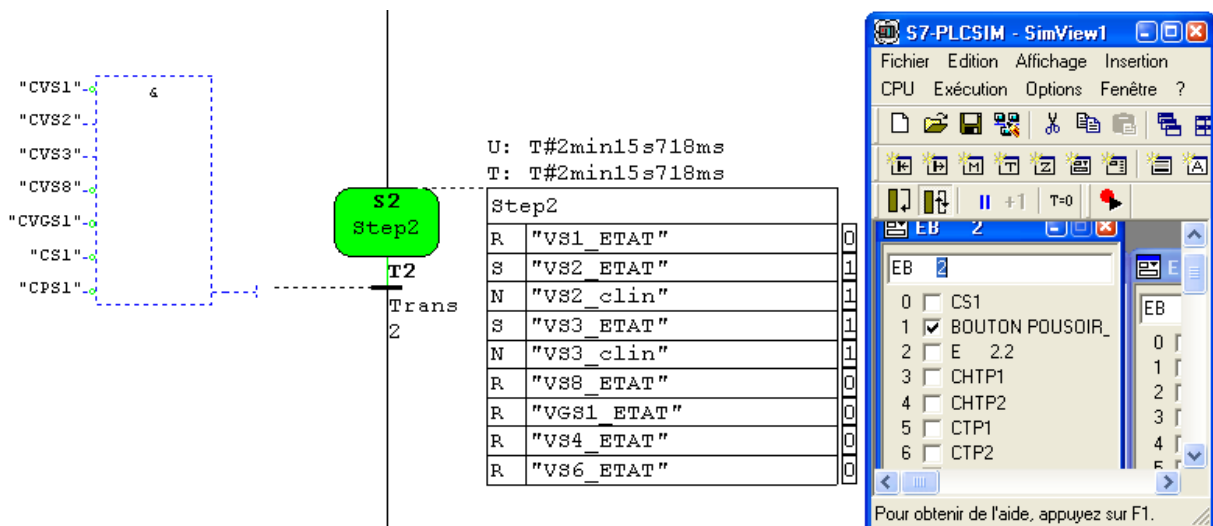 "CVS1"
&
"CVS2"
"CVS3"
"CVS8"
"CVGS1"
"CS1"
"CPS1"
S2
Step2
T2
Trans
2
U: T#2min15s718ms
T: T#2min15s718ms
Step2
R "VS1_ETAT" 0
S "VS2_ETAT" 1
N "VS2_clin" 1
S "VS3_ETAT" 1
N "VS3_clin" 1
R "VS8_ETAT" 0
R "VGS1_ETAT" 0
R "VS4_ETAT" 0
R "VS6_ETAT" 0
S7-PLCSIM - SimView1
Fichier Edition Affichage Insertion
CPU Exécution Options Fenêtre ?
+1 T=0
EB 2
EB 2
0 CS1
1 BOUTON POUSOIR_
2 E 2.2
3 CHTP1
4 CHTP2
5 CTP1
6 CTP2
E
EB
0
1
2
3
4
5
Pour obtenir de l'aide, appuyez sur F1.